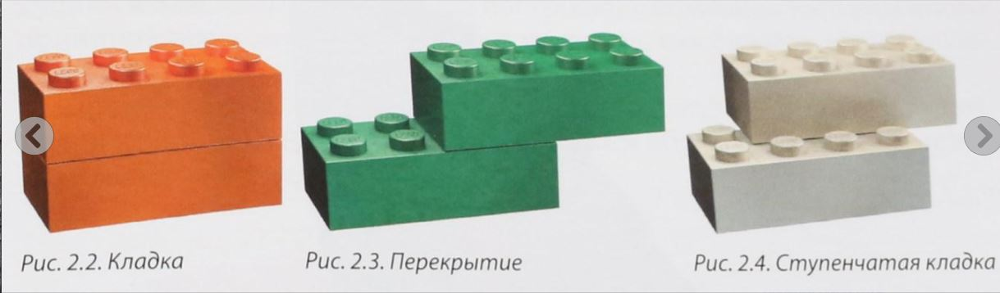 Рис. 2.2. Кладка
Рис. 2.3. Перекрытие
Рис. 2.4. Ступенчатая кладка